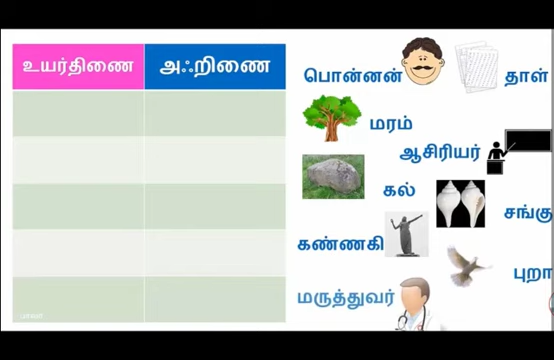 உயர்திணை
அஃறிணை
பொன்னன்
தாள்
மரம்
ஆசிரியர்
கல்
சங்கு
கண்ணகி
புறா
மருத்துவர்